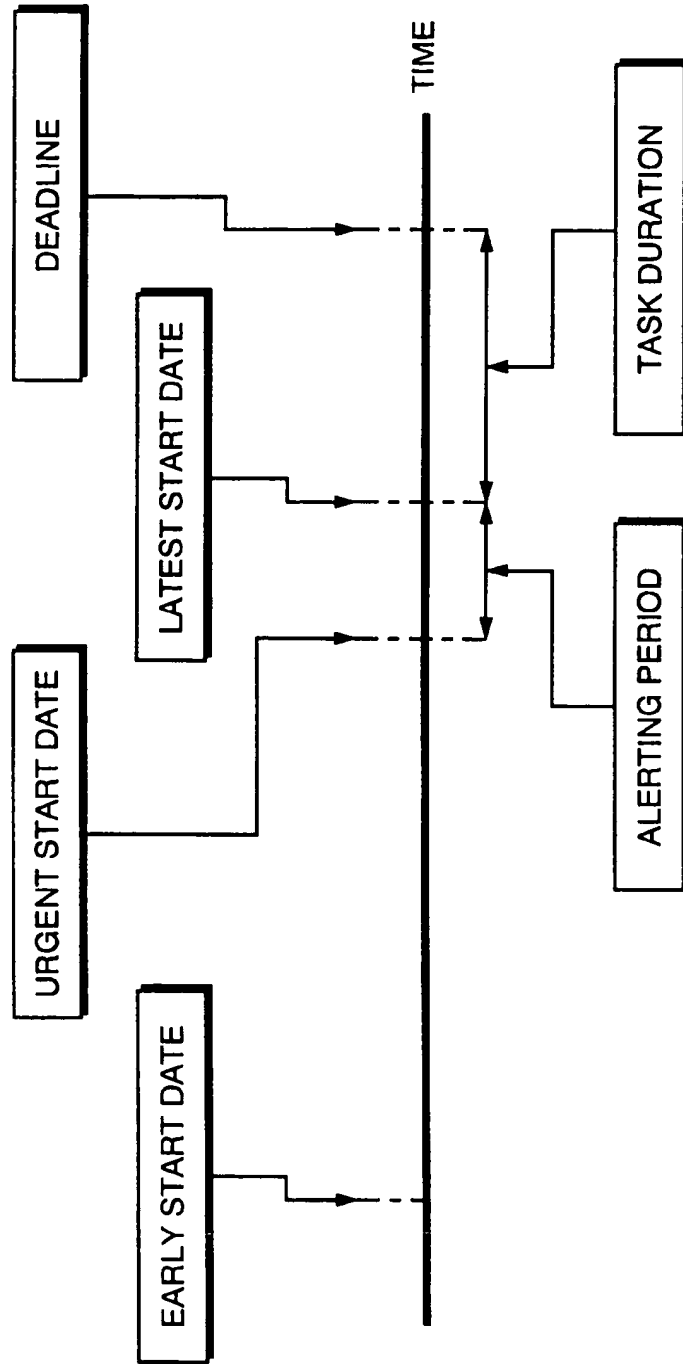 URGENT START DATE
DEADLINE
EARLY START DATE
LATEST START DATE
TIME
ALERTING PERIOD
TASK DURATION